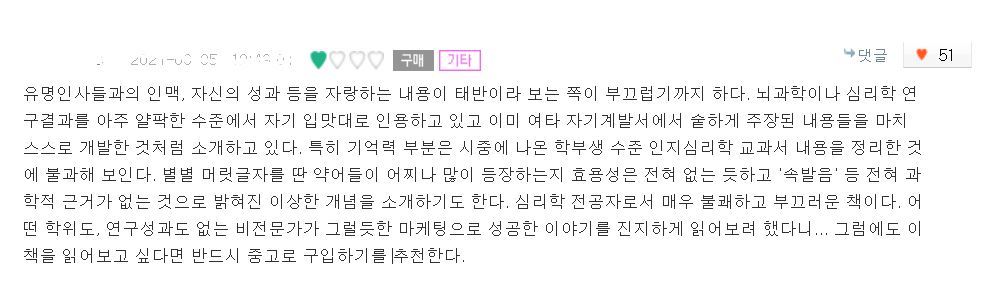 구매 기타 댓글 51
유명인사들과의 인맥, 자신의 성과 등을 자랑하는 내용이 태반이라 보는 쪽이 부끄럽기까지 하다. 뇌과학이나 심리학 연
구결과를 아주 얄팍한 수준에서 자기 입맛대로 인용하고 있고 이미 여타 자기계발서에서 숱하게 주장된 내용들을 마치
스스로 개발한 것처럼 소개하고 있다. 특히 기억력 부분은 시중에 나온 학부생 수준 인지심리학 교과서 내용을 정리한 것
에 불과해 보인다. 별별 머릿글자를 딴 약어들이 어찌나 많이 등장하는지 효용성은 전혀 없는 듯하고 '속발음' 등 전혀 과
학적 근거가 없는 것으로 밝혀진 이상한 개념을 소개하기도 한다. 심리학 전공자로서 매우 불쾌하고 부끄러운 책이다. 어
떤 학위도, 연구성과도 없는 비전문가가 그럴듯한 마케팅으로 성공한 이야기를 진지하게 읽어보려 했다니... 그럼에도 이
책을 읽어보고 싶다면 반드시 중고로 구입하기를 추천한다.